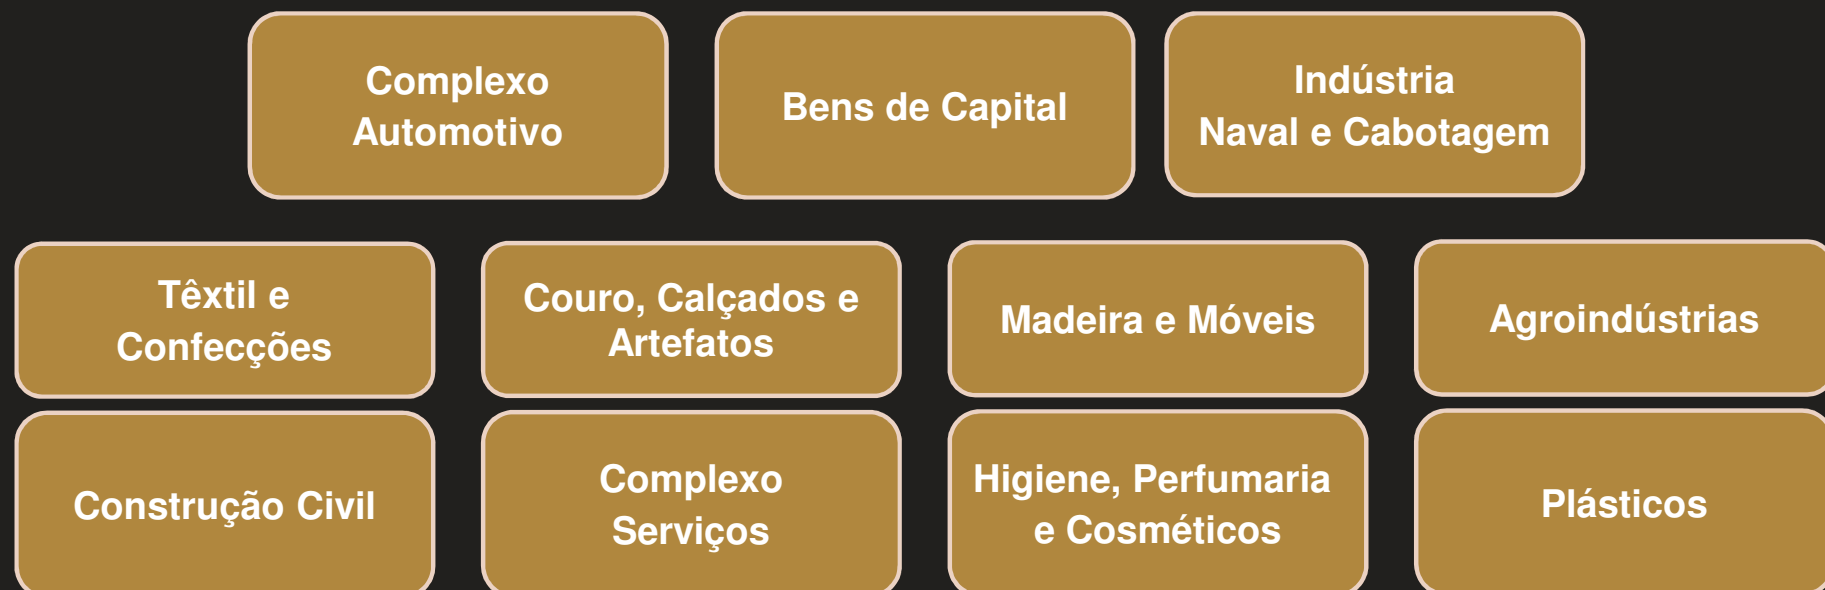 Complexo
Automotivo
Bens de Capital
Indústria
Naval e Cabotagem
Têxtil e
Confecções
Couro, Calçados e
Artefatos
Madeira e Móveis
Agroindústrias
Construção Civil
Complexo
Serviços
Higiene, Perfumaria
e Cosméticos
Plásticos